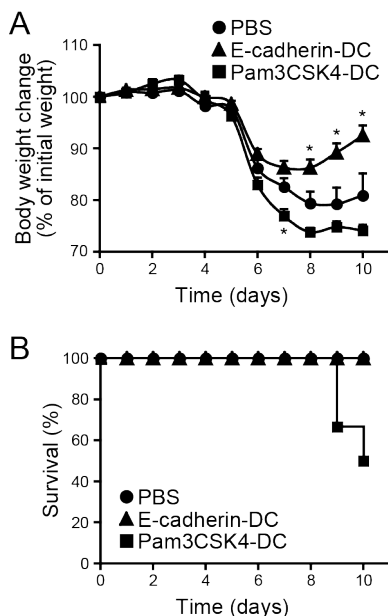 A
PBS
E-cadherin-DC
Pam3CSK4-DC
110
100
90
80
70
Body weight change
(% of initial weight)
*
*
*
*
0
2
4
6
8
10
Time (days)
B
100
80
60
40
20
0
Survival (%)
PBS
E-cadherin-DC
Pam3CSK4-DC
0
2
4
6
8
10
Time (days)